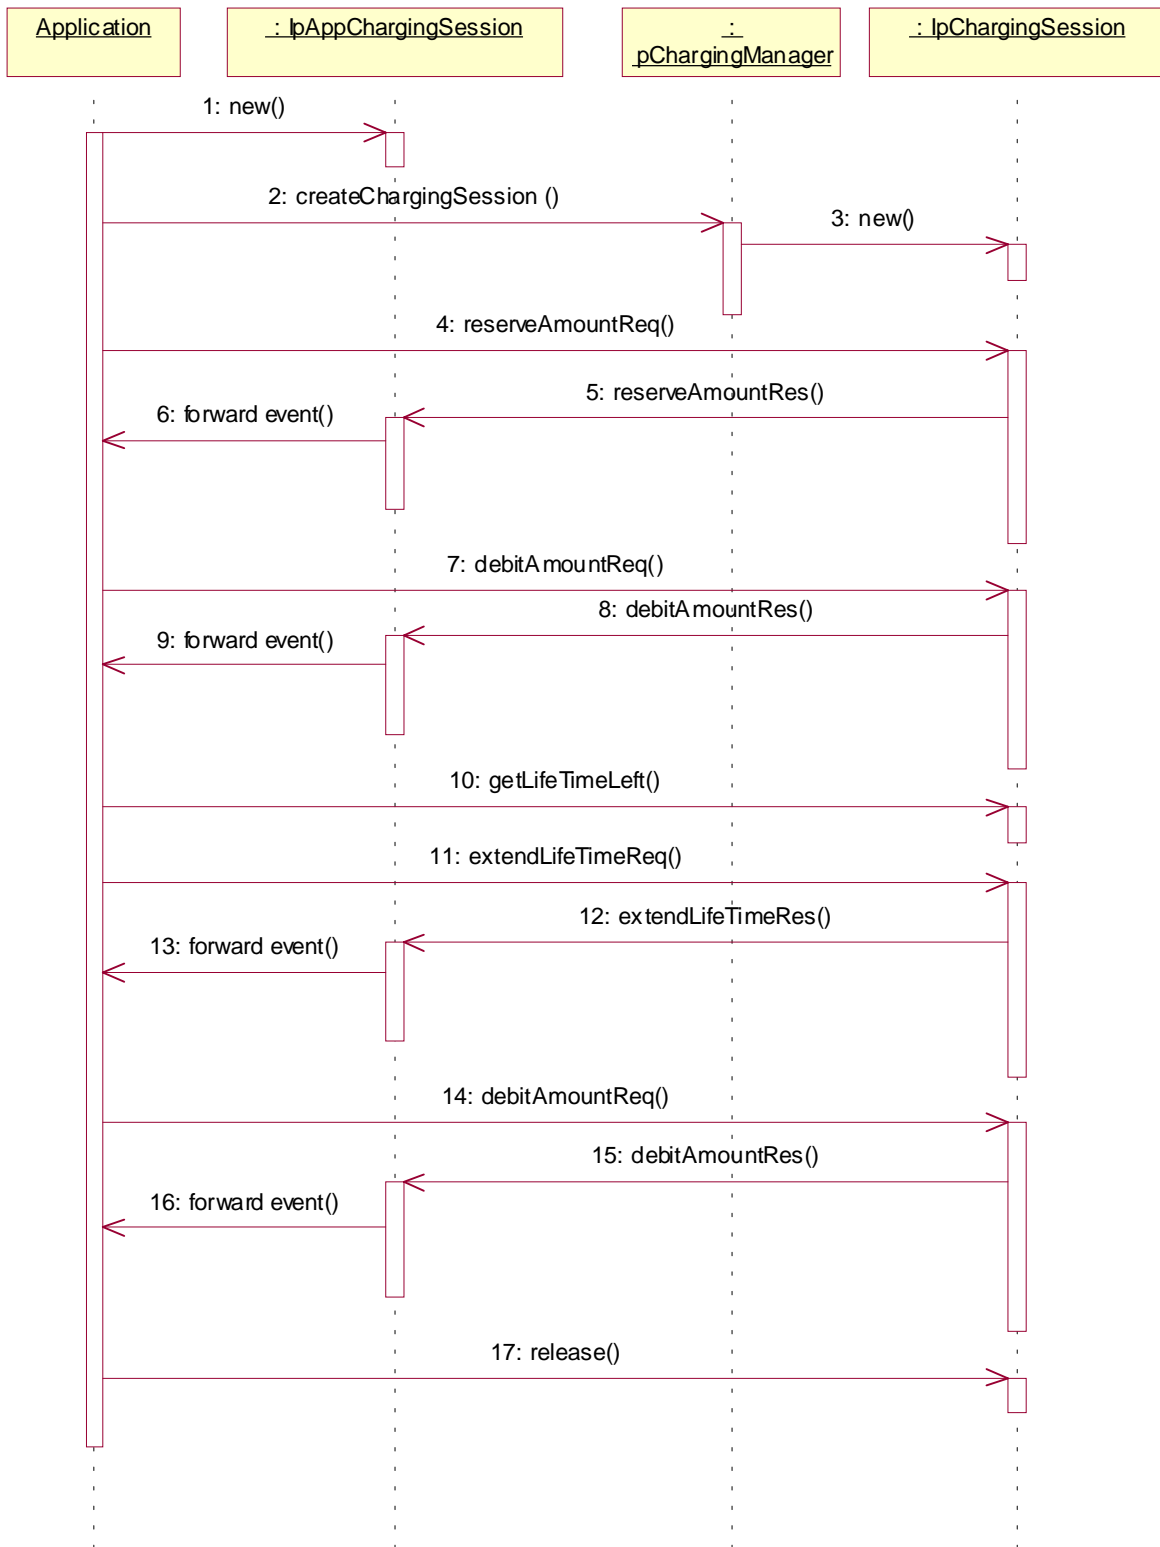 Application
: IpAppChargingSession
:
pChargingManager
: IpChargingSession
1: new()
2: createChargingSession ()
3: new()
4: reserveAmountReq()
5: reserveAmountRes()
6: forward event()
7: debitAmountReq()
8: debitAmountRes()
9: forward event()
10: getLifeTimeLeft()
11: extendLifeTimeReq()
12: extendLifeTimeRes()
13: forward event()
14: debitAmountReq()
15: debitAmountRes()
16: forward event()
17: release()